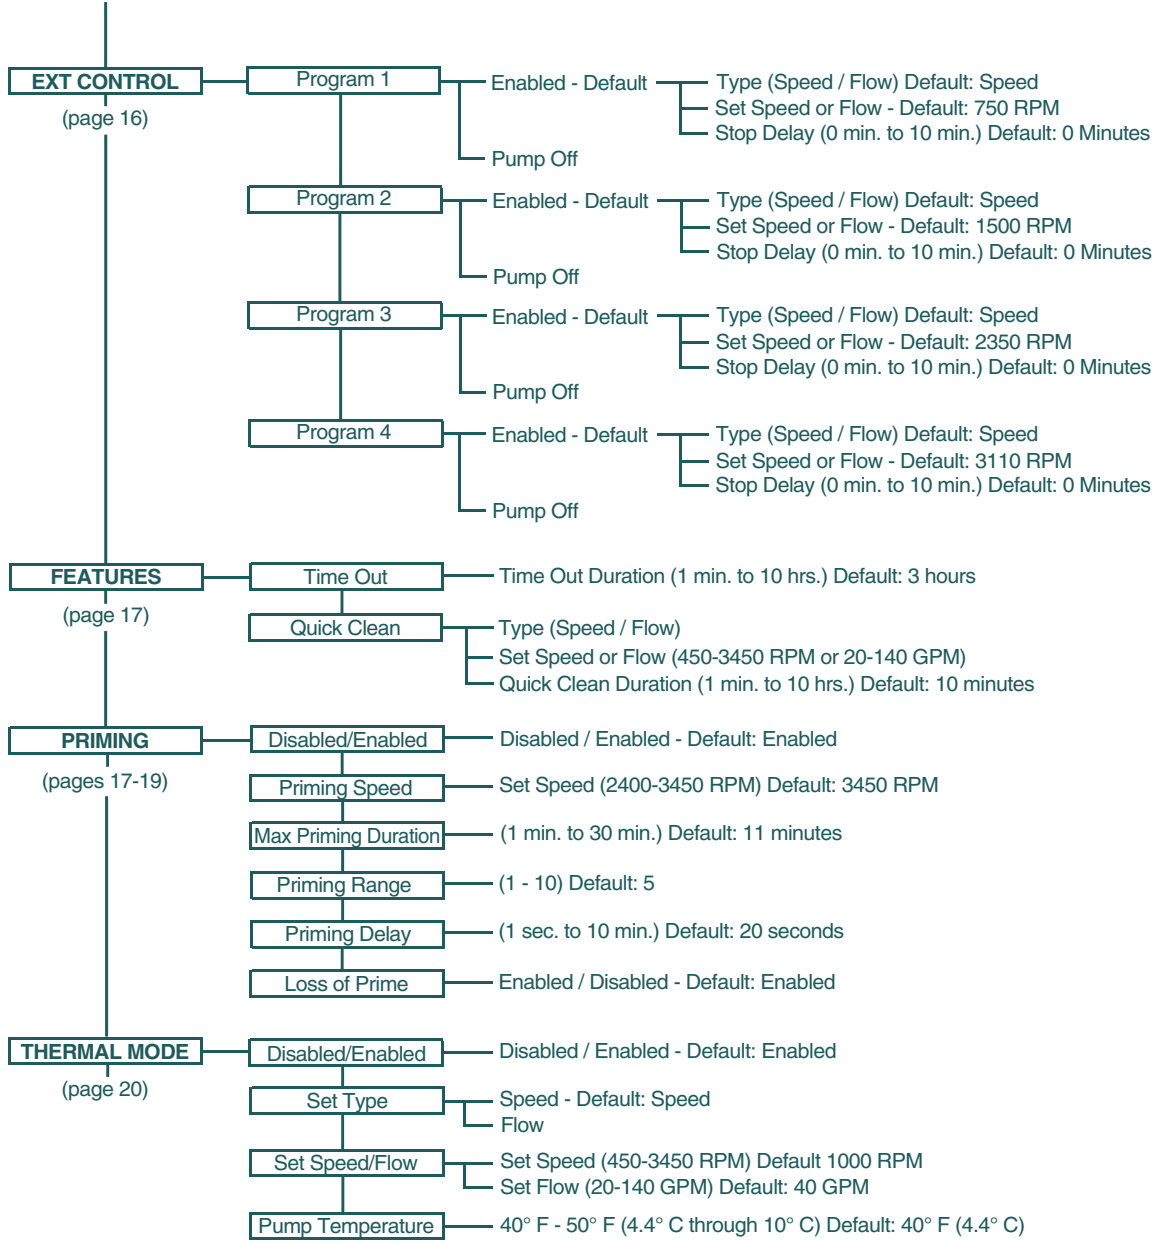 EXT CONTROL
(page 16)
Program 1
Enabled - Default
Type (Speed / Flow) Default: Speed
Set Speed or Flow - Default: 750 RPM
Stop Delay (0 min. to 10 min.) Default: 0 Minutes
Pump Off
Program 2
Enabled - Default
Type (Speed / Flow) Default: Speed
Set Speed or Flow - Default: 1500 RPM
Stop Delay (0 min. to 10 min.) Default: 0 Minutes
Pump Off
Program 3
Enabled - Default
Type (Speed / Flow) Default: Speed
Set Speed or Flow - Default: 2350 RPM
Stop Delay (0 min. to 10 min.) Default: 0 Minutes
Pump Off
Program 4
Enabled - Default
Type (Speed / Flow) Default: Speed
Set Speed or Flow - Default: 3110 RPM
Stop Delay (0 min. to 10 min.) Default: 0 Minutes
Pump Off
FEATURES
(page 17)
Time Out
Time Out Duration (1 min. to 10 hrs.) Default: 3 hours
Quick Clean
Type (Speed / Flow)
Set Speed or Flow (450-3450 RPM or 20-140 GPM)
Quick Clean Duration (1 min. to 10 hrs.) Default: 10 minutes
PRIMING
(pages 17-19)
Disabled/Enabled
Disabled / Enabled - Default: Enabled
Priming Speed
Set Speed (2400-3450 RPM) Default: 3450 RPM
Max Priming Duration
(1 min. to 30 min.) Default: 11 minutes
Priming Range
(1 - 10) Default: 5
Priming Delay
(1 sec. to 10 min.) Default: 20 seconds
Loss of Prime
Enabled / Disabled - Default: Enabled
THERMAL MODE
(page 20)
Disabled/Enabled
Disabled / Enabled - Default: Enabled
Set Type
Speed - Default: Speed
Flow
Set Speed/Flow
Set Speed (450-3450 RPM) Default 1000 RPM
Set Flow (20-140 GPM) Default: 40 GPM
Pump Temperature
40° F - 50° F (4.4° C through 10° C) Default: 40° F (4.4° C)